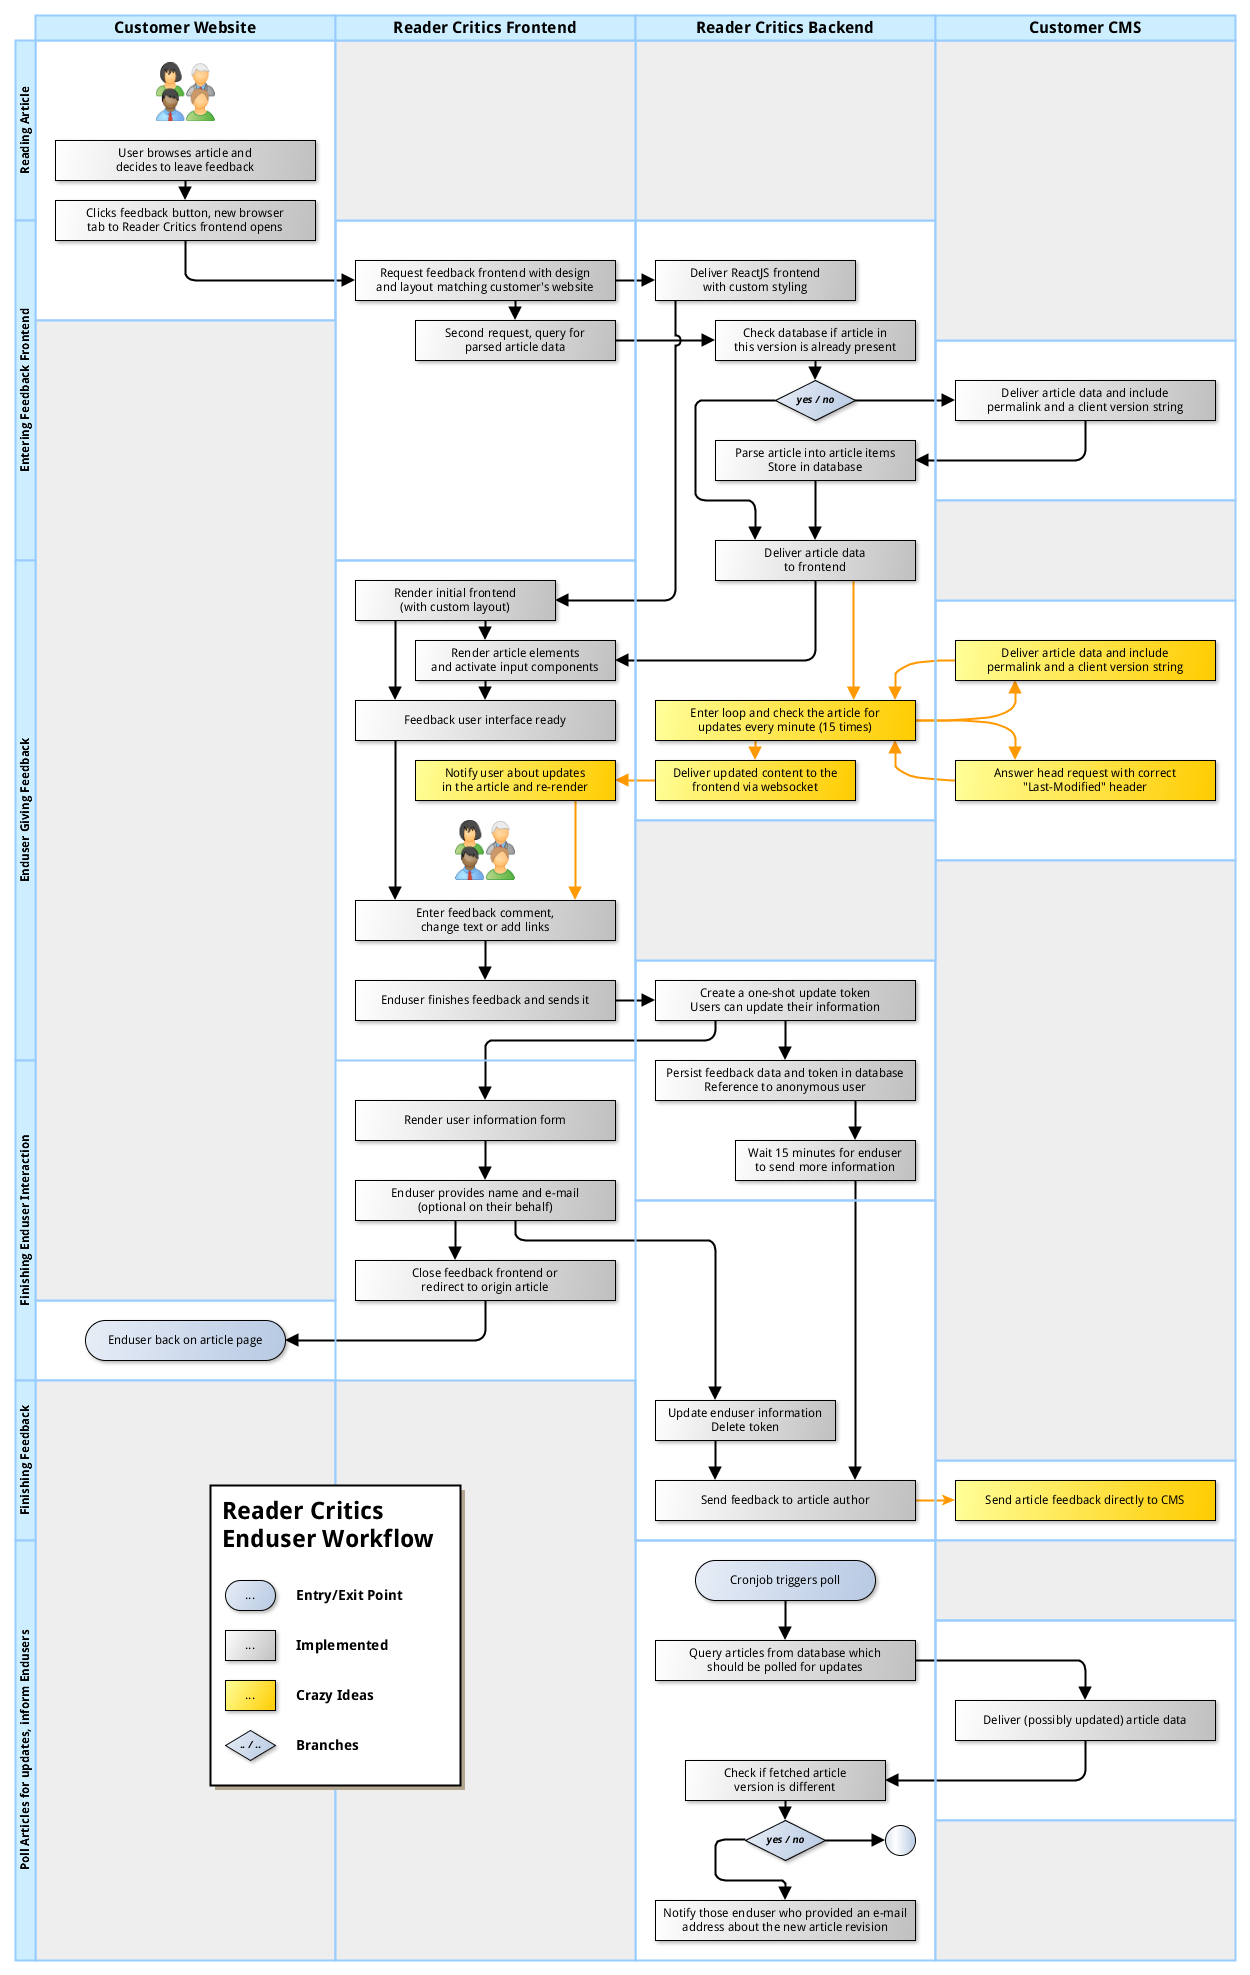 Customer Website
Reader Critics Frontend
Reader Critics Backend
Customer CMS
Reading Article
User browses article and
decides to leave feedback
Clicks feedback button, new browser
tab to Reader Critics frontend opens
Entering Feedback Frontend
Request feedback frontend with design
and layout matching customer's website
Deliver ReactJS frontend
with custom styling
Second request, query for
parsed article data
Check database if article in
this version is already present
yes / no
Deliver article data and include
permalink and a client version string
Parse article into article items
Store in database
Deliver article data
to frontend
Enduser Giving Feedback
Render initial frontend
(with custom layout)
Render article elements
and activate input components
Deliver article data and include
permalink and a client version string
Feedback user interface ready
Enter loop and check the article for
updates every minute (15 times)
Notify user about updates
in the article and re-render
Deliver updated content to the
frontend via websocket
Answer head request with correct
"Last-Modified" header
Enter feedback comment,
change text or add links
Enduser finishes feedback and sends it
Create a one-shot update token
Users can update their information
Finishing Enduser Interaction
Persist feedback data and token in database
Reference to anonymous user
Render user information form
Wait 15 minutes for enduser
to send more information
Enduser provides name and e-mail
(optional on their behalf)
Close feedback frontend or
redirect to origin article
Enduser back on article page
Finishing Feedback
Update enduser information
Delete token
Send feedback to article author
Send article feedback directly to CMS
Reader Critics
Enduser Workflow
...
Entry/Exit Point
...
Implemented
...
Crazy Ideas
.. / ..
Branches
Poll Articles for updates, inform Endusers
Cronjob triggers poll
Query articles from database which
should be polled for updates
Deliver (possibly updated) article data
Check if fetched article
version is different
yes / no
Notify those enduser who provided an e-mail
address about the new article revision